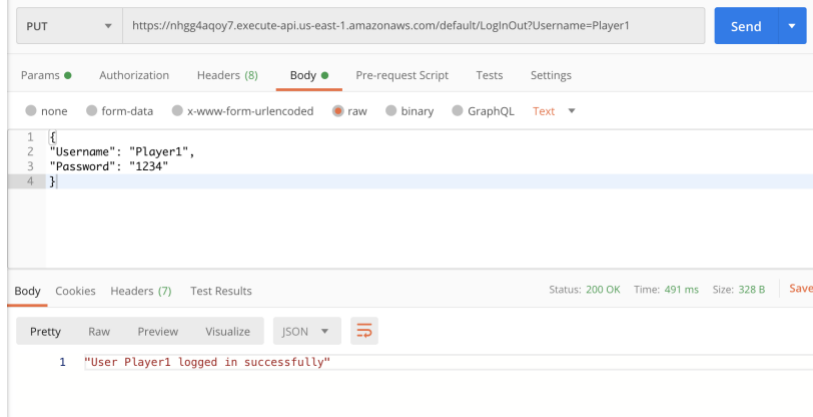 PUT https://nhgg4aqoy7.execute-api.us-east-1.amazonaws.com/default/LogInOut?Username=Player1 Send
Params Authorization Headers (8) Body Pre-request Script Tests Settings
none form-data x-www-form-urlencoded raw binary GraphQL Text
1 {
2 "Username": "Player1",
3 "Password": "1234"
4 }
Body Cookies Headers (7) Test Results Status: 200 OK Time: 491 ms Size: 328 B Save
Pretty Raw Preview Visualize JSON
1 "User Player1 logged in successfully"